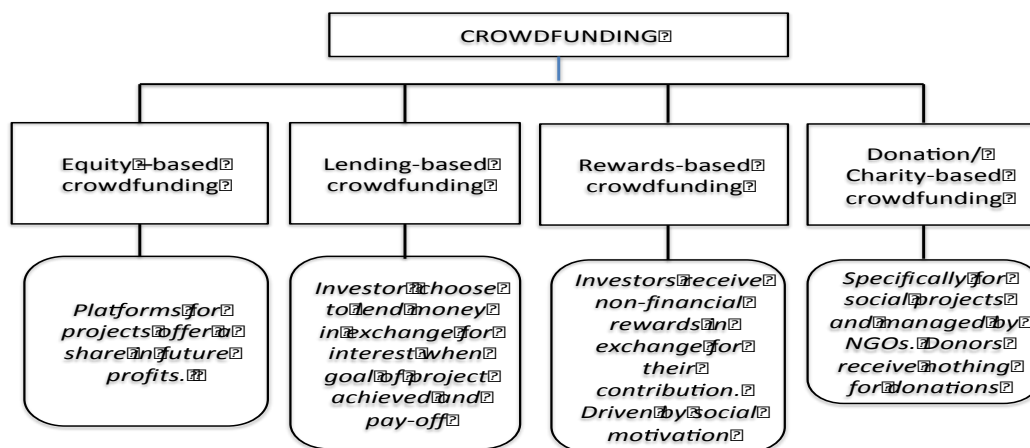 CROWDFUNDING
Equity –based
crowdfunding
Lending-based
crowdfunding
Rewards-based
crowdfunding
Donation/
Charity-based
crowdfunding
Platforms for
projects offer a
share in future
profits.
Investor choose
to lend money
in exchange for
interest when
goal of project
achieved and
pay-off
Investors receive
non-financial
rewards in
exchange for
their
contribution.
Driven by social
motivation
Specifically for
social projects
and managed by
NGOs. Donors
receive nothing
for donations